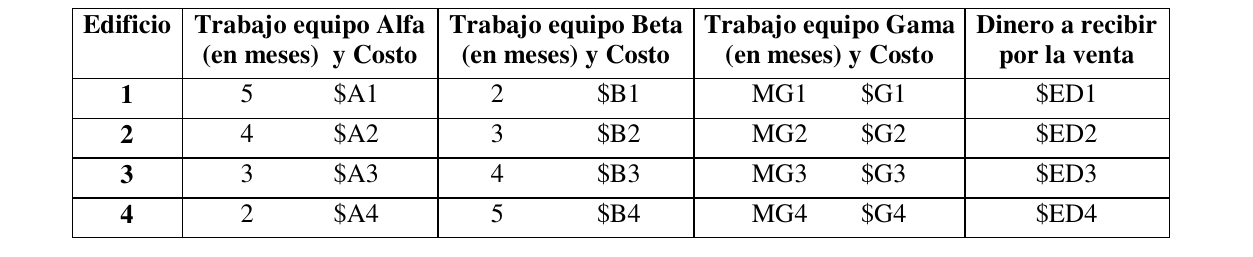 Edificio Trabajo equipo Alfa Trabajo equipo Beta Trabajo equipo Gama Dinero a recibir
(en meses) y Costo (en meses) y Costo (en meses) y Costo por la venta
1 5 $A1 2 $B1 MG1 $G1 $ED1
2 4 $A2 3 $B2 MG2 $G2 $ED2
3 3 $A3 4 $B3 MG3 $G3 $ED3
4 2 $A4 5 $B4 MG4 $G4 $ED4